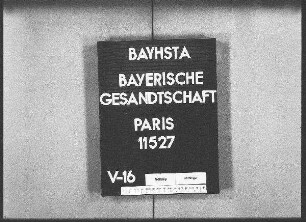 BAYHSTA
BAYERISCHE
GESANDTSCHAFT
PARIS
11527
V-16